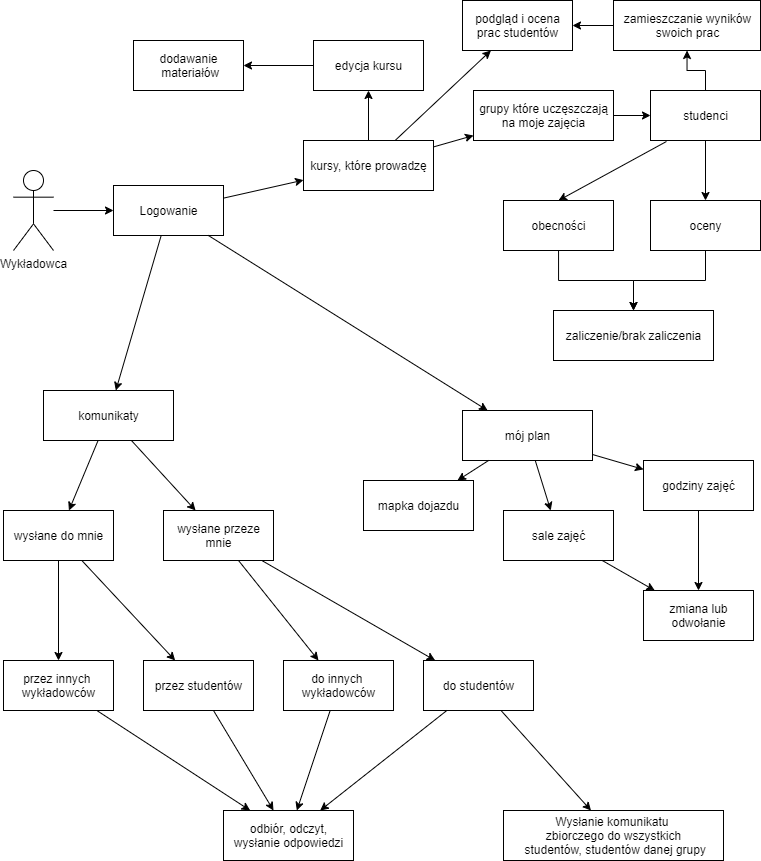 podgląd i ocena
prac studentów
zamieszczanie wyników
swoich prac
dodawanie
materiałów
edycja kursu
grupy które uczęszczają
na moje zajęcia
studenci
kursy, które prowadzę
Logowanie
Wykładowca
obecności
oceny
zaliczenie/brak zaliczenia
komunikaty
mój plan
godziny zajęć
mapka dojazdu
wysłane do mnie
wysłane przeze
mnie
sale zajęć
zmiana lub
odwołanie
przez innych
wykładowców
przez studentów
do innych
wykładowców
do studentów
odbiór, odczyt,
wysłanie odpowiedzi
Wysłanie komunikatu
zbiorczego do wszystkich
studentów, studentów danej grupy